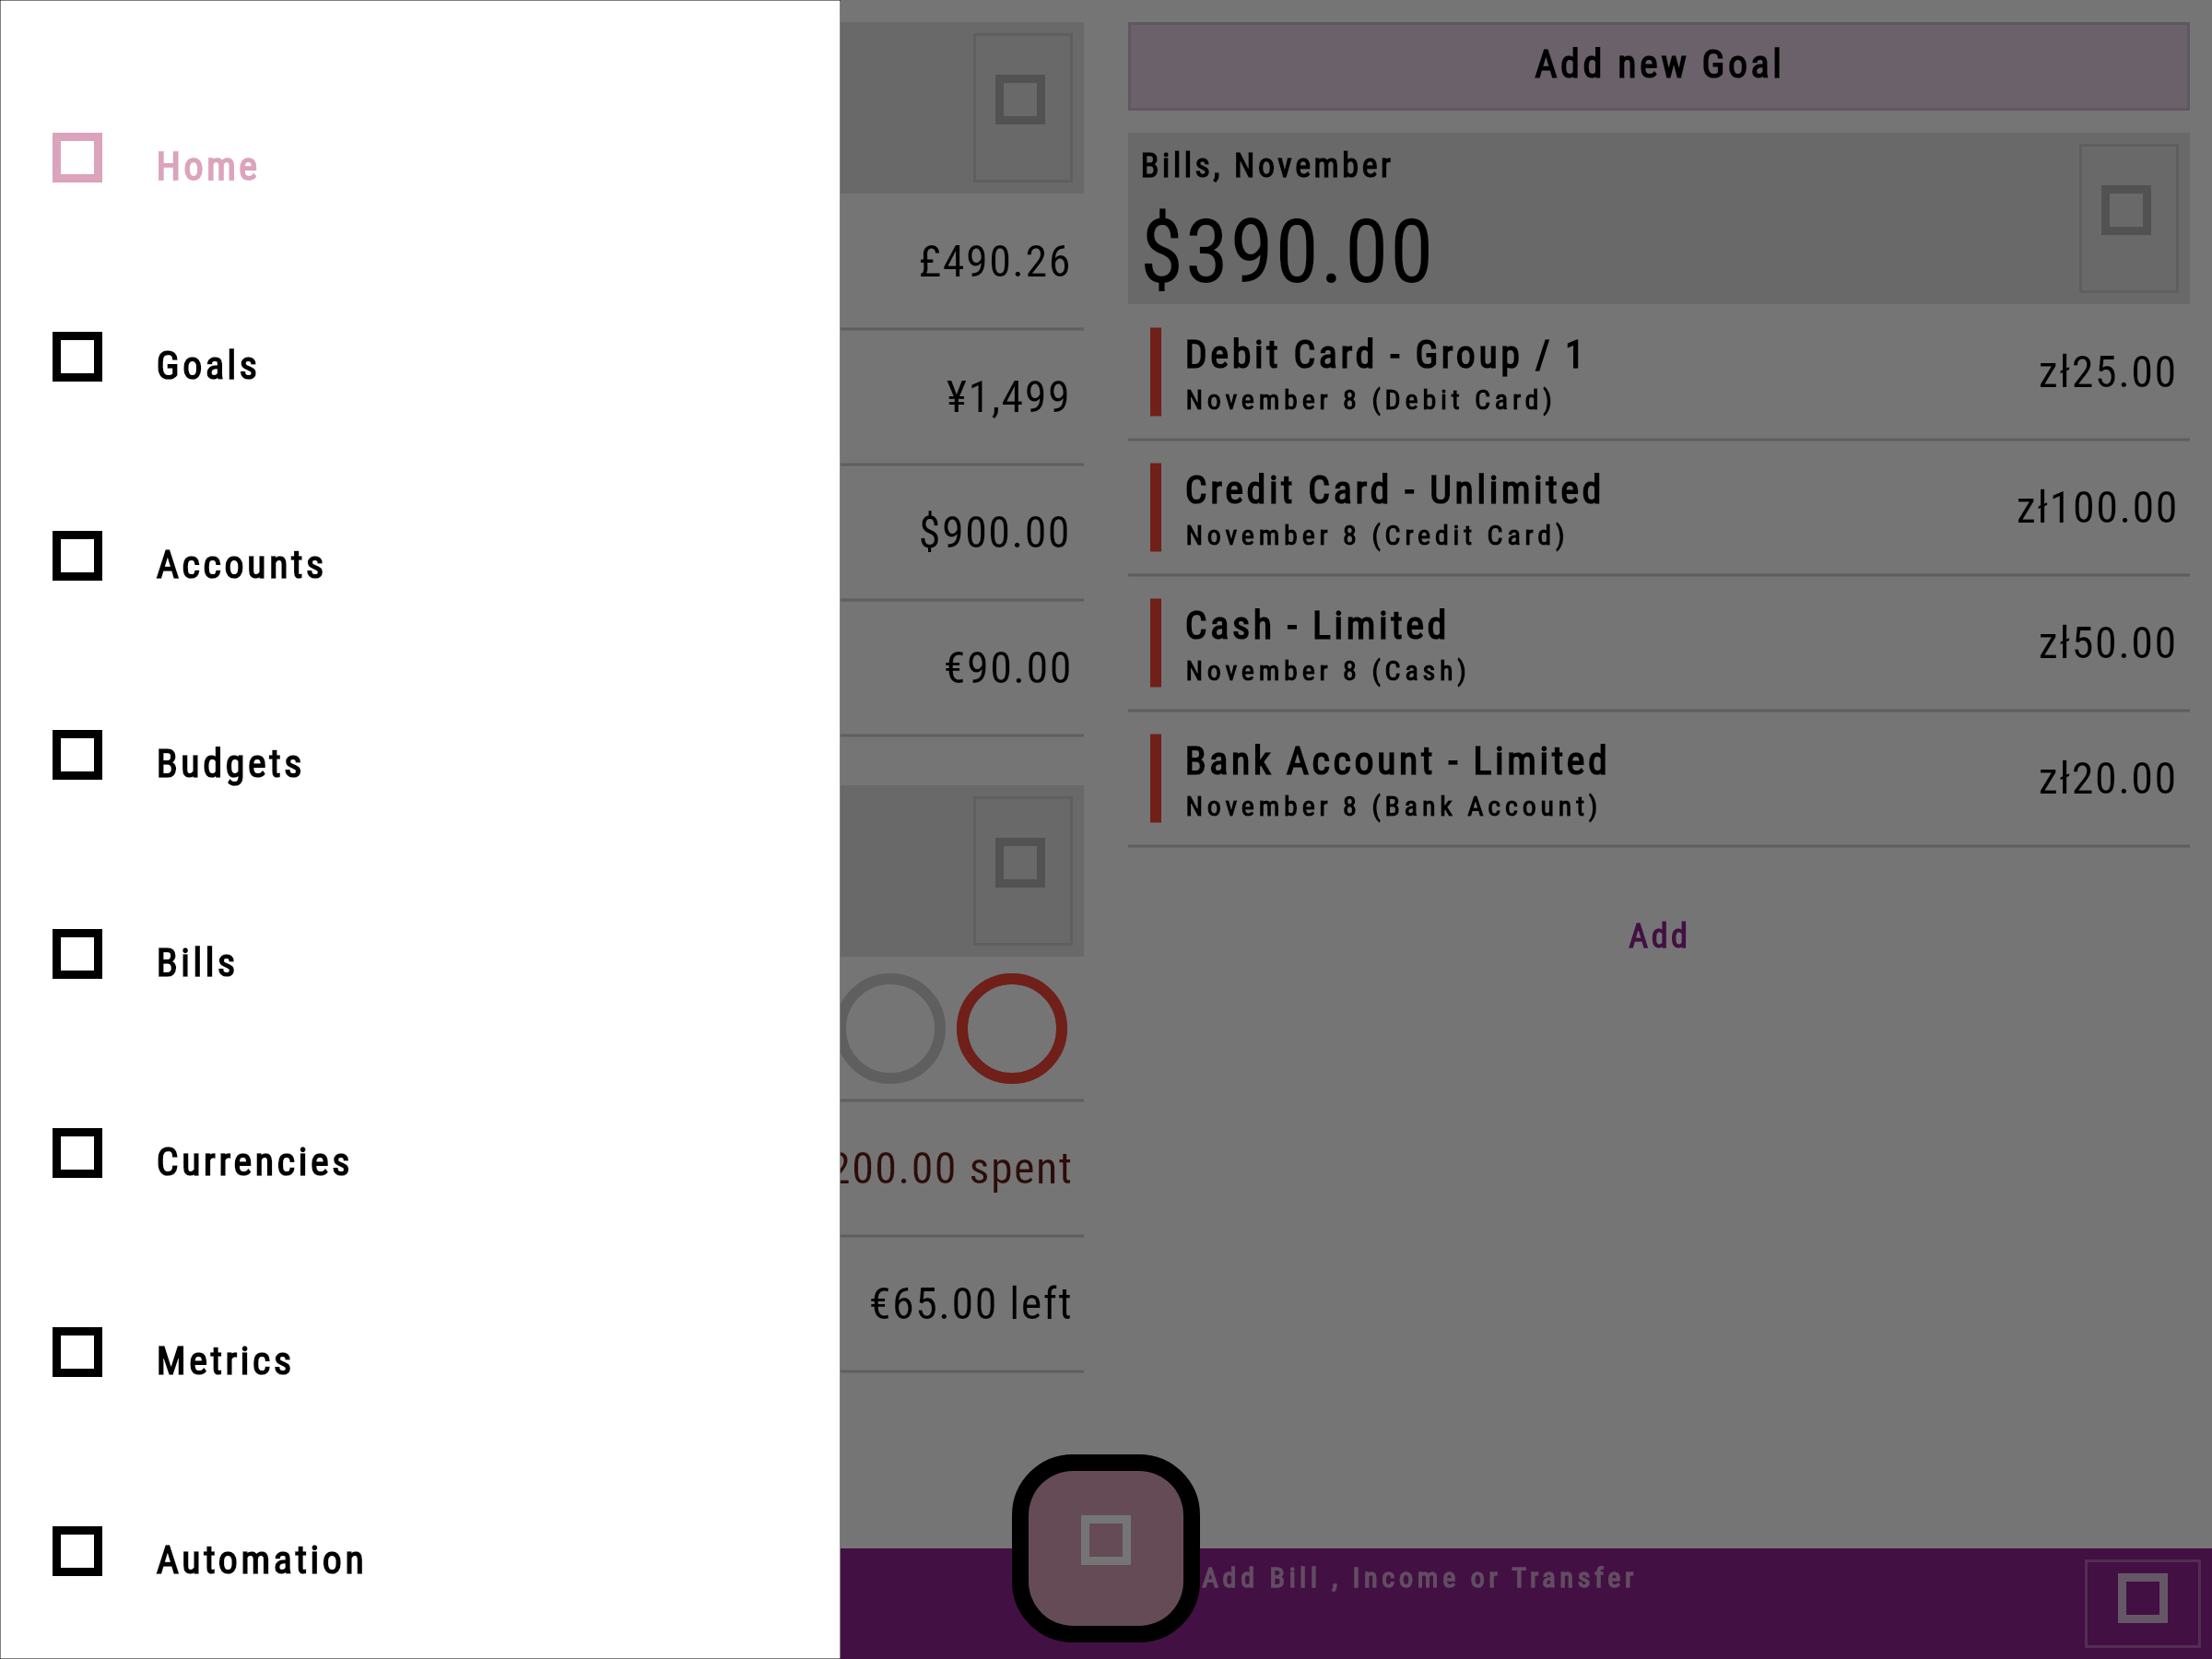 Home
Goals
Accounts
Budgets
Bills
Currencies
Metrics
Automation
£490.26
¥1,499
$900.00
€90.00
200.00 spent
€65.00 left
Add new Goal
Bills, November
$390.00
Debit Card - Group / 1
November 8 (Debit Card)
zł25.00
Credit Card - Unlimited
November 8 (Credit Card)
zł100.00
Cash - Limited
November 8 (Cash)
zł50.00
Bank Account - Limited
November 8 (Bank Account)
zł20.00
Add
Add Bill , Income or Transfer